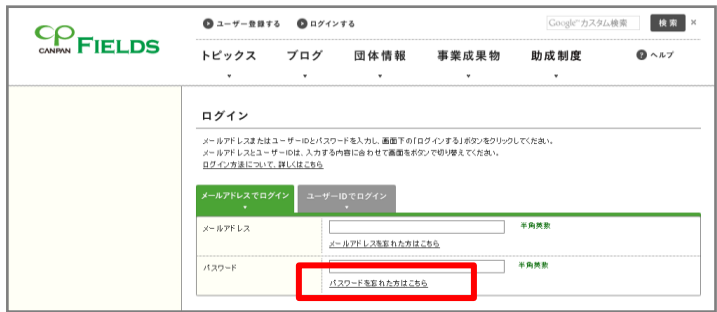 ユーザー登録する ログインする Google カスタム検索 検索 ×
CANPAN FIELDS
トピックス ブログ 団体情報 事業成果物 助成制度 ヘルプ
ログイン
メールアドレスまたはユーザーIDとパスワードを入力し、画面下の「ログインする」ボタンをクリックしてください。
メールアドレスとユーザーIDは、入力する内容に合わせて画面をボタンで切り替えてください。
ログイン方法について、詳しくはこちら
メールアドレスでログイン ユーザーIDでログイン
メールアドレス 半角英数
メールアドレスを忘れた方はこちら
パスワード 半角英数
パスワードを忘れた方はこちら